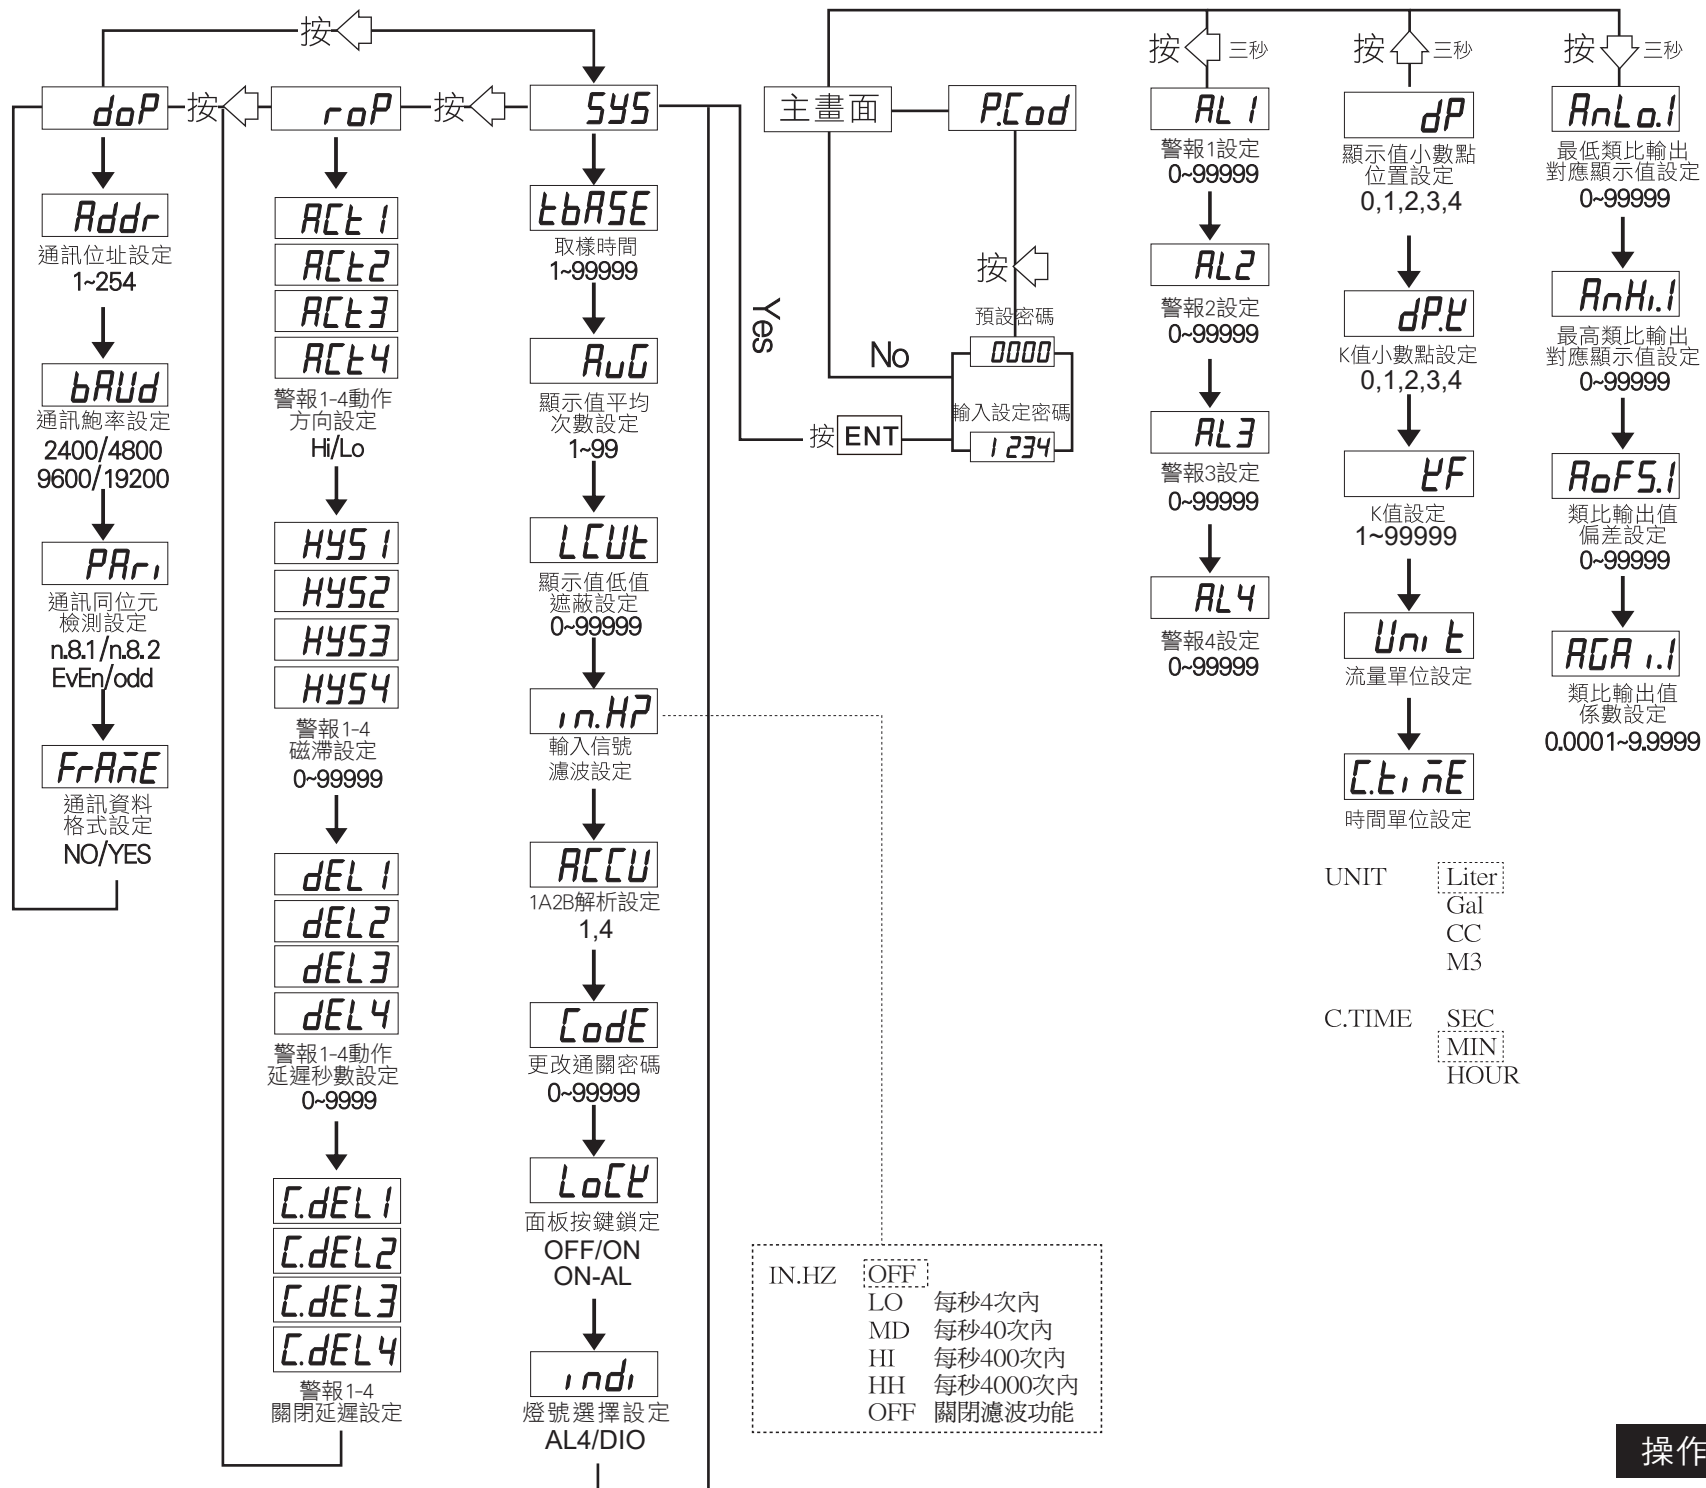 按
doP
按
roP
按
SYS
Addr
通訊位址設定
1~254
bAUd
通訊鮑率設定
2400/4800
9600/19200
PAri
通訊同位元
檢測設定
n.8.1/n.8.2
EvEn/odd
FrAmE
通訊資料
格式設定
NO/YES
ACt1
ACt2
ACt3
ACt4
警報1-4動作
方向設定
Hi/Lo
HYS1
HYS2
HYS3
HYS4
警報1-4
磁滯設定
0~99999
dEL1
dEL2
dEL3
dEL4
警報1-4動作
延遲秒數設定
0~9999
C.dEL1
C.dEL2
C.dEL3
C.dEL4
警報1-4
關閉延遲設定
tbASE
取樣時間
1~99999
AvG
顯示值平均
次數設定
1~99
LCUt
顯示值低值
遮蔽設定
0~99999
in.HZ
輸入信號
濾波設定
ACCU
1A2B解析設定
1,4
CodE
更改通關密碼
0~99999
LoCK
面板按鍵鎖定
OFF/ON
ON-AL
indi
燈號選擇設定
AL4/DIO
主畫面
P.Cod
按
預設密碼
0000
輸入設定密碼
1234
No
Yes
按 ENT
按 三秒
AL1
警報1設定
0~99999
AL2
警報2設定
0~99999
AL3
警報3設定
0~99999
AL4
警報4設定
0~99999
按 三秒
dP
顯示值小數點
位置設定
0,1,2,3,4
dP.K
K值小數點設定
0,1,2,3,4
KF
K值設定
1~99999
Unit
流量單位設定
C.timE
時間單位設定
按 三秒
AnLo.1
最低類比輸出
對應顯示值設定
0~99999
AnHi.1
最高類比輸出
對應顯示值設定
0~99999
AoFS.1
類比輸出值
偏差設定
0~99999
AGAi.1
類比輸出值
係數設定
0.0001~9.9999
UNIT Liter
Gal
CC
M3
C.TIME SEC
MIN
HOUR
IN.HZ OFF
LO 每秒4次內
MD 每秒40次內
HI 每秒400次內
HH 每秒4000次內
OFF 關閉濾波功能
操作